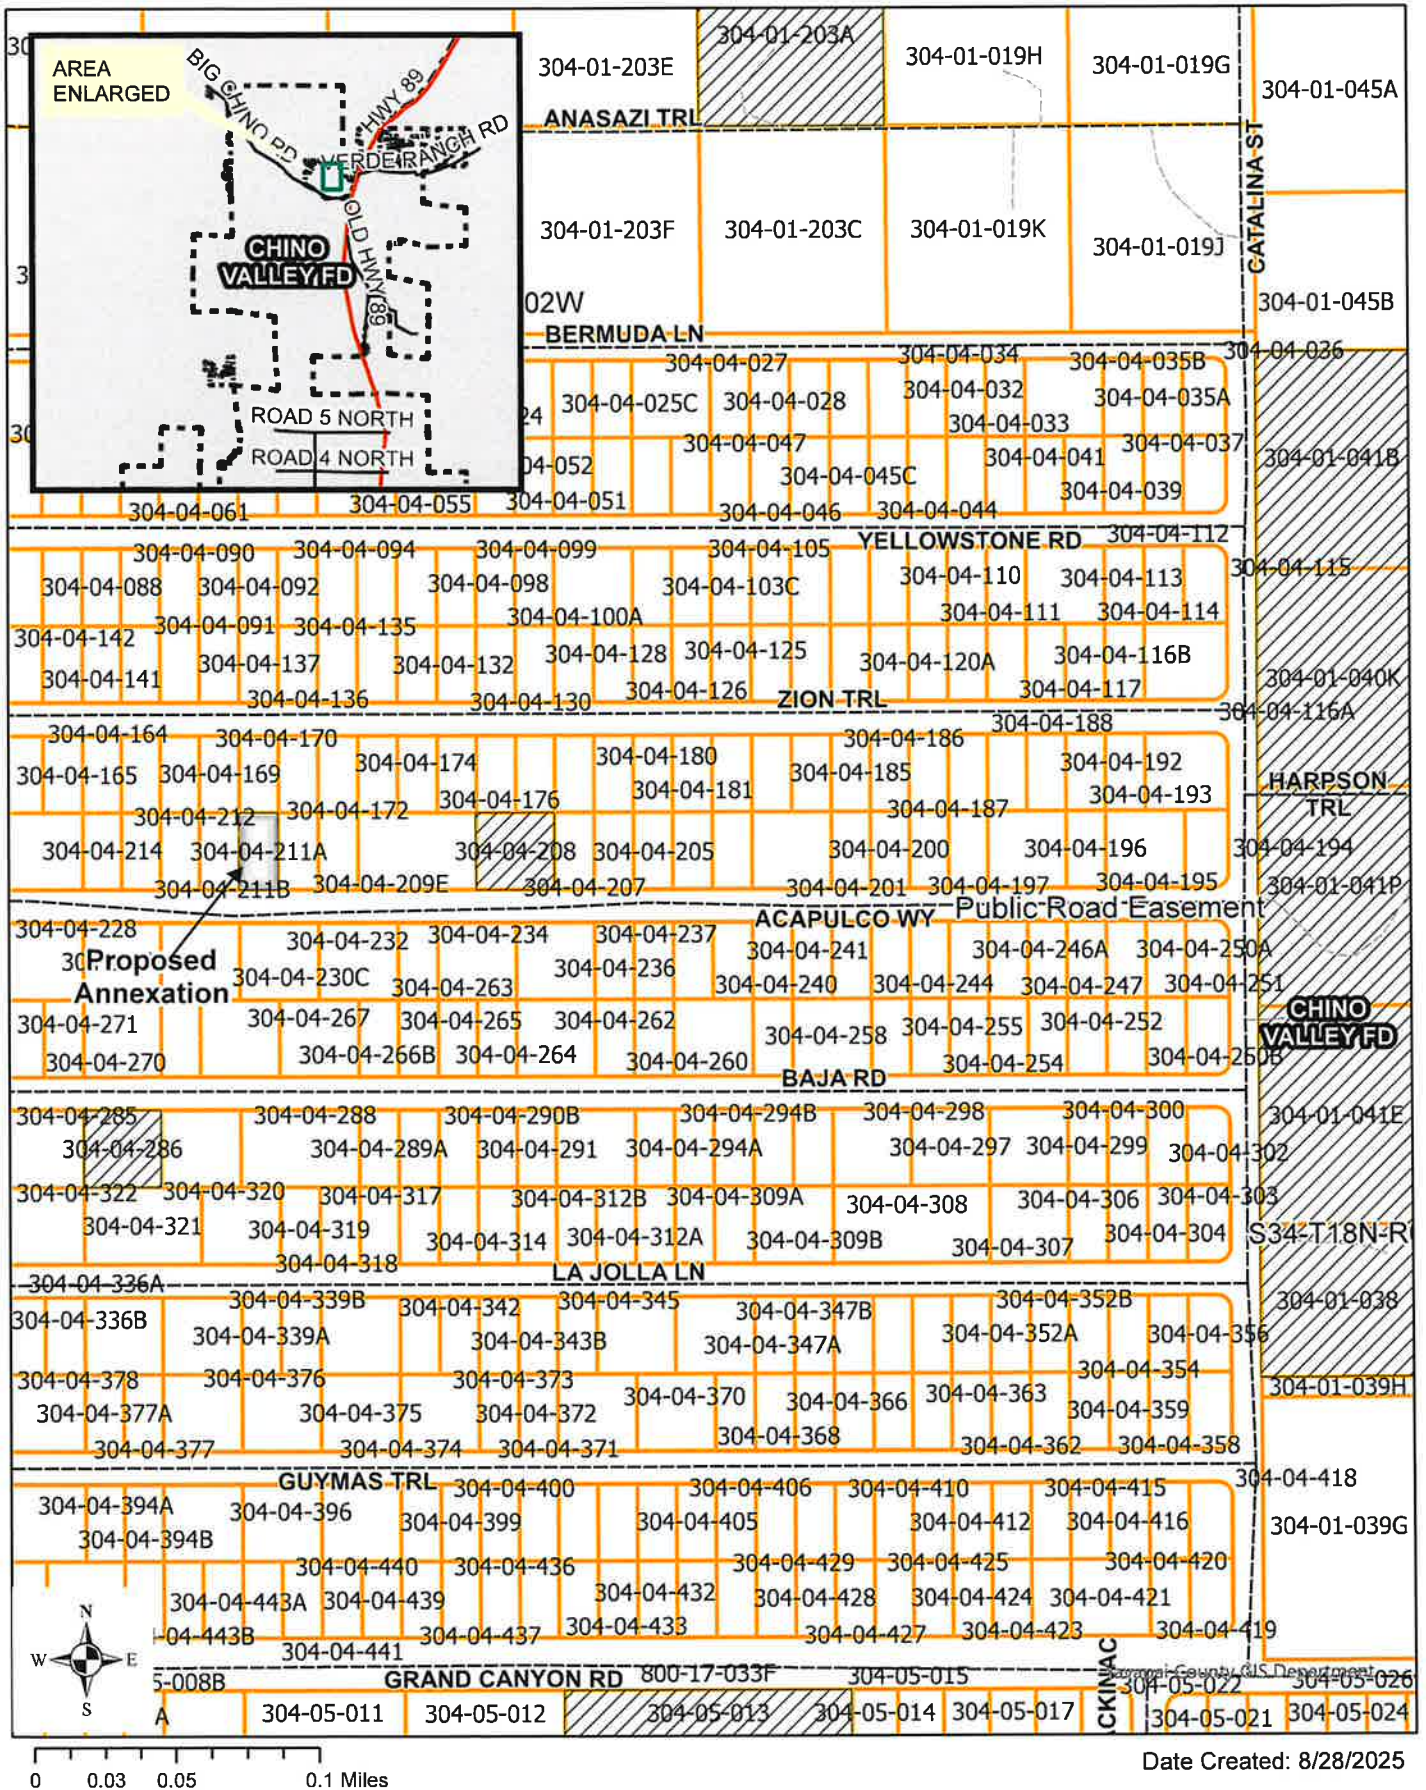 AREA
ENLARGED
BIG CHINO RD
HWY 89
VERDE RANCH RD
OLD HWY 89
CHINO
VALLEY FD
ROAD 5 NORTH
ROAD 4 NORTH
304-01-203E
304-01-203A
304-01-019H
304-01-019G
304-01-045A
ANASAZI TRL
CATALINA ST
304-01-203F
304-01-203C
304-01-019K
304-01-019J
304-01-045B
02W
BERMUDA LN
304-04-027
304-04-034
304-04-035B
304-04-036
24
304-04-025C
304-04-028
304-04-032
304-04-035A
304-04-033
304-04-047
304-04-041
304-04-037
304-01-041B
04-052
304-04-045C
304-04-039
304-04-061
304-04-055
304-04-051
304-04-046
304-04-044
YELLOWSTONE RD
304-04-112
304-04-090
304-04-094
304-04-099
304-04-105
304-04-115
304-04-088
304-04-092
304-04-098
304-04-103C
304-04-110
304-04-113
304-04-100A
304-04-111
304-04-114
304-04-142
304-04-091
304-04-135
304-04-137
304-04-132
304-04-128
304-04-125
304-04-120A
304-04-116B
304-04-141
304-04-136
304-04-130
304-04-126
304-04-117
304-01-040K
ZION TRL
304-04-188
304-04-116A
304-04-164
304-04-170
304-04-186
304-04-165
304-04-169
304-04-174
304-04-180
304-04-185
304-04-192
304-04-181
304-04-193
HARPSON
TRL
304-04-212
304-04-172
304-04-176
304-04-187
304-04-214
304-04-211A
304-04-208
304-04-205
304-04-200
304-04-196
304-04-194
304-04-211B
304-04-209E
304-04-207
304-04-201
304-04-197
304-04-195
304-01-041P
ACAPULCO WY
Public Road Easement
304-04-228
304-04-232
304-04-234
304-04-237
304-04-241
304-04-246A
304-04-250A
30
Proposed
Annexation
304-04-230C
304-04-263
304-04-236
304-04-240
304-04-244
304-04-247
304-04-251
CHINO
VALLEY FD
304-04-271
304-04-267
304-04-265
304-04-262
304-04-258
304-04-255
304-04-252
304-04-270
304-04-266B
304-04-264
304-04-260
304-04-254
304-04-250B
BAJA RD
304-04-285
304-04-288
304-04-290B
304-04-294B
304-04-298
304-04-300
304-01-041E
304-04-286
304-04-289A
304-04-291
304-04-294A
304-04-297
304-04-299
304-04-302
304-04-322
304-04-320
304-04-317
304-04-312B
304-04-309A
304-04-308
304-04-306
304-04-303
304-04-321
304-04-319
304-04-314
304-04-312A
304-04-309B
304-04-307
304-04-304
S34-T18N-R
304-04-318
LA JOLLA LN
304-04-336A
304-04-339B
304-04-342
304-04-345
304-04-347B
304-04-352B
304-01-038
304-04-336B
304-04-339A
304-04-343B
304-04-347A
304-04-352A
304-04-356
304-04-354
304-04-378
304-04-376
304-04-373
304-04-370
304-04-366
304-04-363
304-01-039H
304-04-377A
304-04-375
304-04-372
304-04-368
304-04-359
304-04-377
304-04-374
304-04-371
304-04-362
304-04-358
GUYMAS TRL
304-04-400
304-04-406
304-04-410
304-04-415
304-04-418
304-04-394A
304-04-396
304-04-399
304-04-405
304-04-412
304-04-416
304-01-039G
304-04-394B
304-04-440
304-04-436
304-04-429
304-04-425
304-04-420
304-04-443A
304-04-439
304-04-432
304-04-428
304-04-424
304-04-421
-04-443B
304-04-441
304-04-437
304-04-433
304-04-427
304-04-423
304-04-419
N
W
E
S
GRAND CANYON RD
800-17-033F
304-05-015
ACKINAC
Yavapai County GIS Department
5-008B
304-05-022
304-05-026
A
304-05-011
304-05-012
304-05-013
304-05-014
304-05-017
304-05-021
304-05-024
0 0.03 0.05 0.1 Miles
Date Created: 8/28/2025